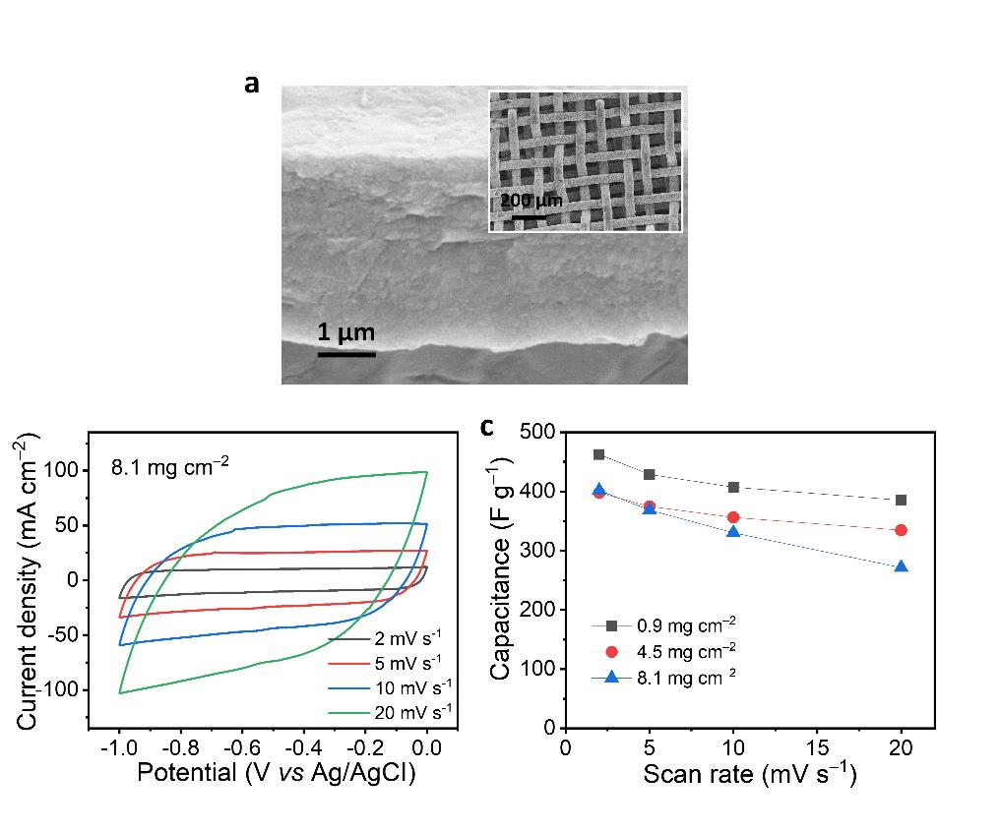 a
200 μm
1 μm
8.1 mg cm⁻²
Current density (mA cm⁻²)
100
50
0
-50
-100
2 mV s⁻¹
5 mV s⁻¹
10 mV s⁻¹
20 mV s⁻¹
-1.0 -0.8 -0.6 -0.4 -0.2 0.0
Potential (V vs Ag/AgCl)
c
Capacitance (F g⁻¹)
500
400
300
200
100
0
0.9 mg cm⁻²
4.5 mg cm⁻²
8.1 mg cm ²
0 5 10 15 20
Scan rate (mV s⁻¹)